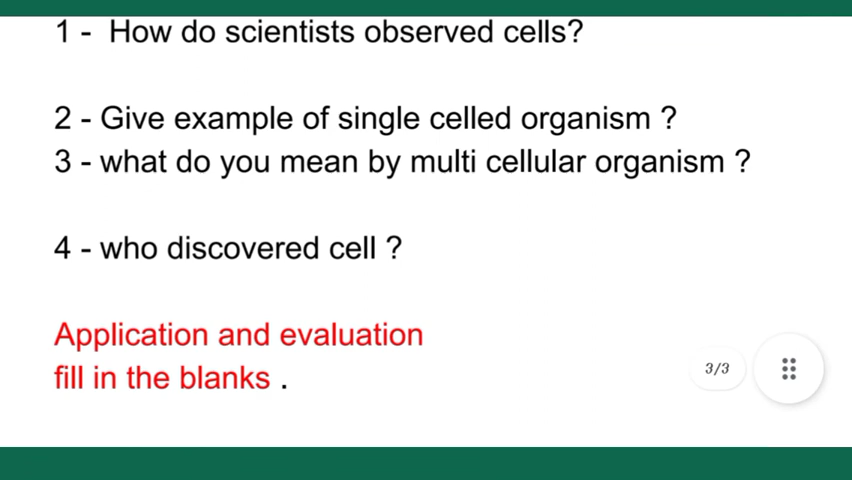 1 - How do scientists observed cells?
2 - Give example of single celled organism ?
3 - what do you mean by multi cellular organism ?
4 - who discovered cell ?
Application and evaluation
fill in the blanks .
3/3